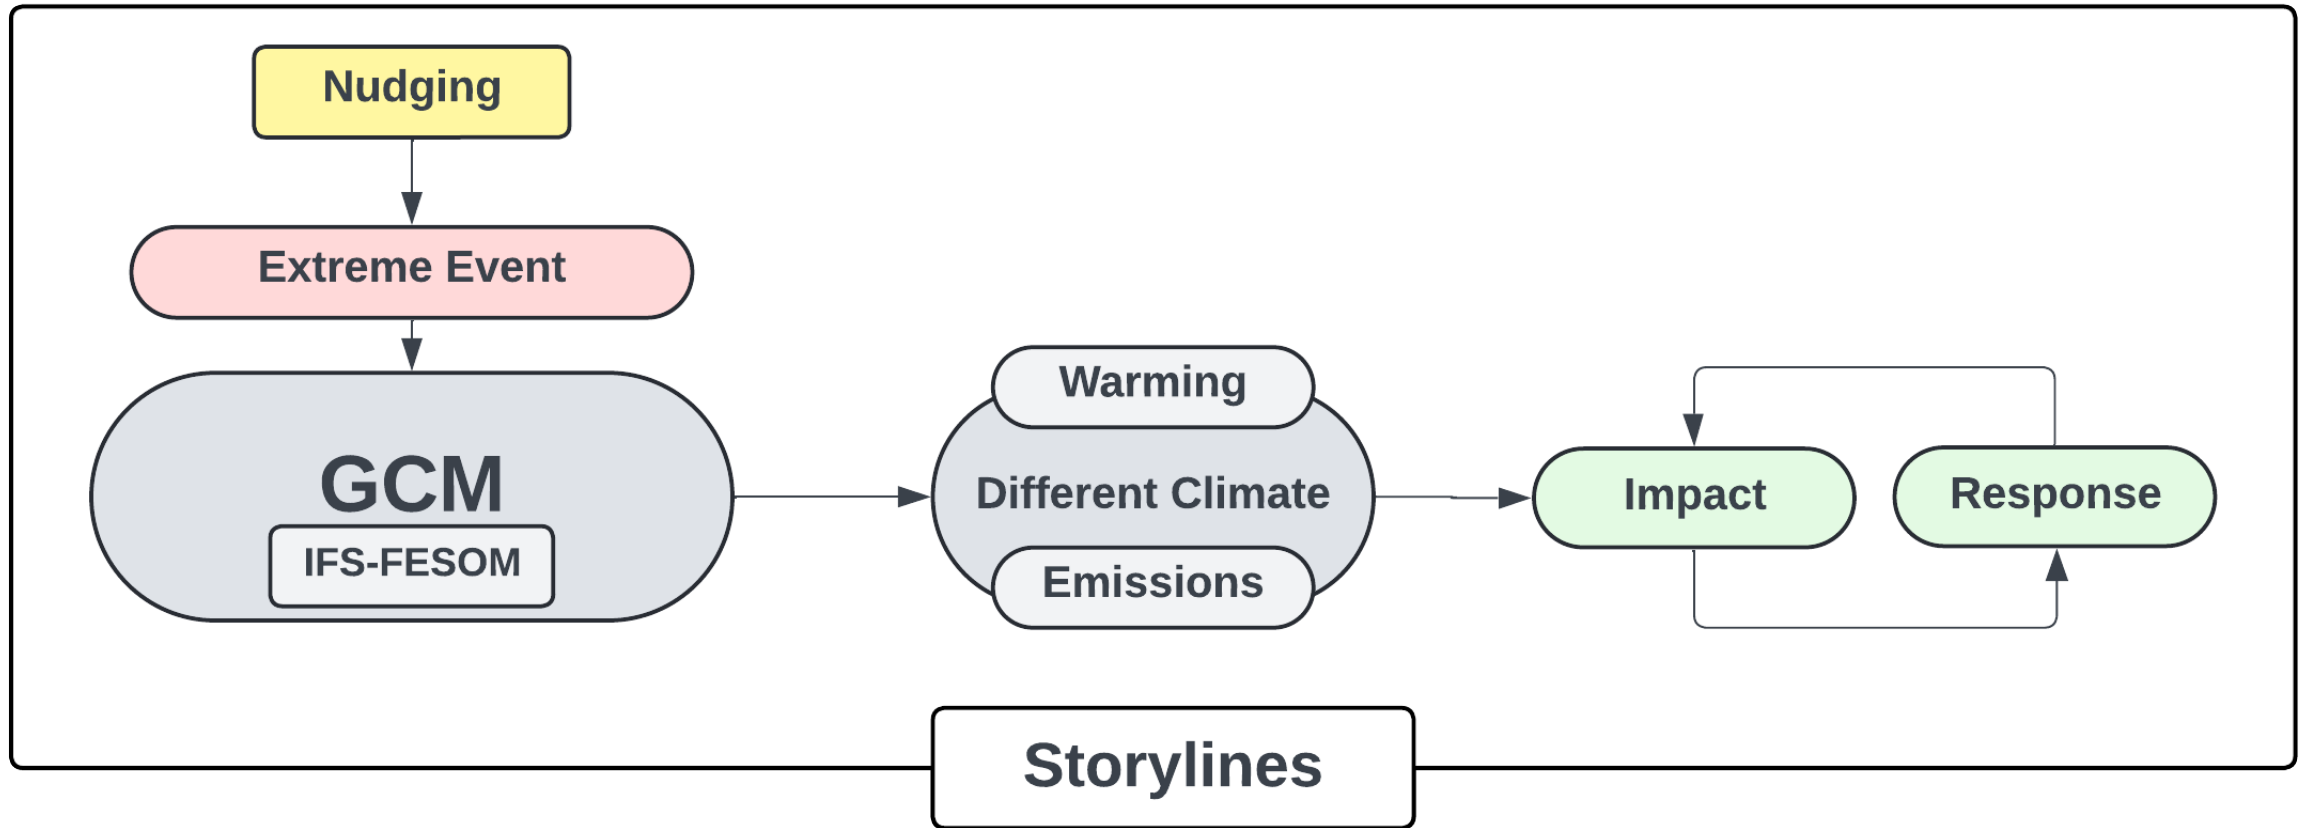 Nudging
Extreme Event
GCM
IFS-FESOM
Warming
Different Climate
Emissions
Impact
Response
Storylines